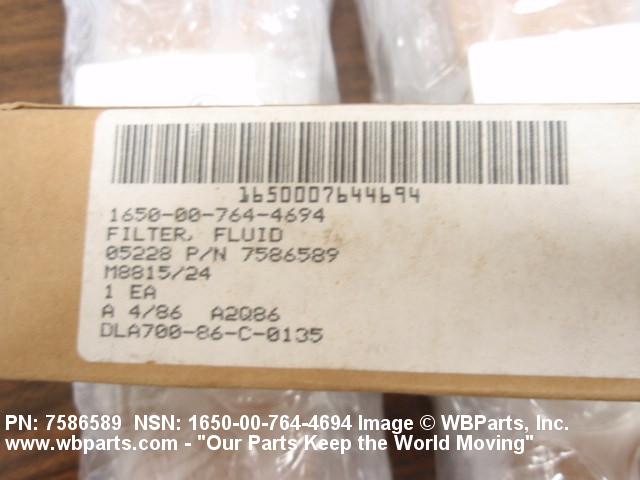 1650007644694
1650-00-764-4694
FILTER, FLUID
05228 P/N 7586589
M8815/24
1 EA
A 4/86 A2Q86
DLA700-86-C-0135
PN: 7586589 NSN: 1650-00-764-4694 Image © WBParts, Inc.
www.wbparts.com - "Our Parts Keep the World Moving"